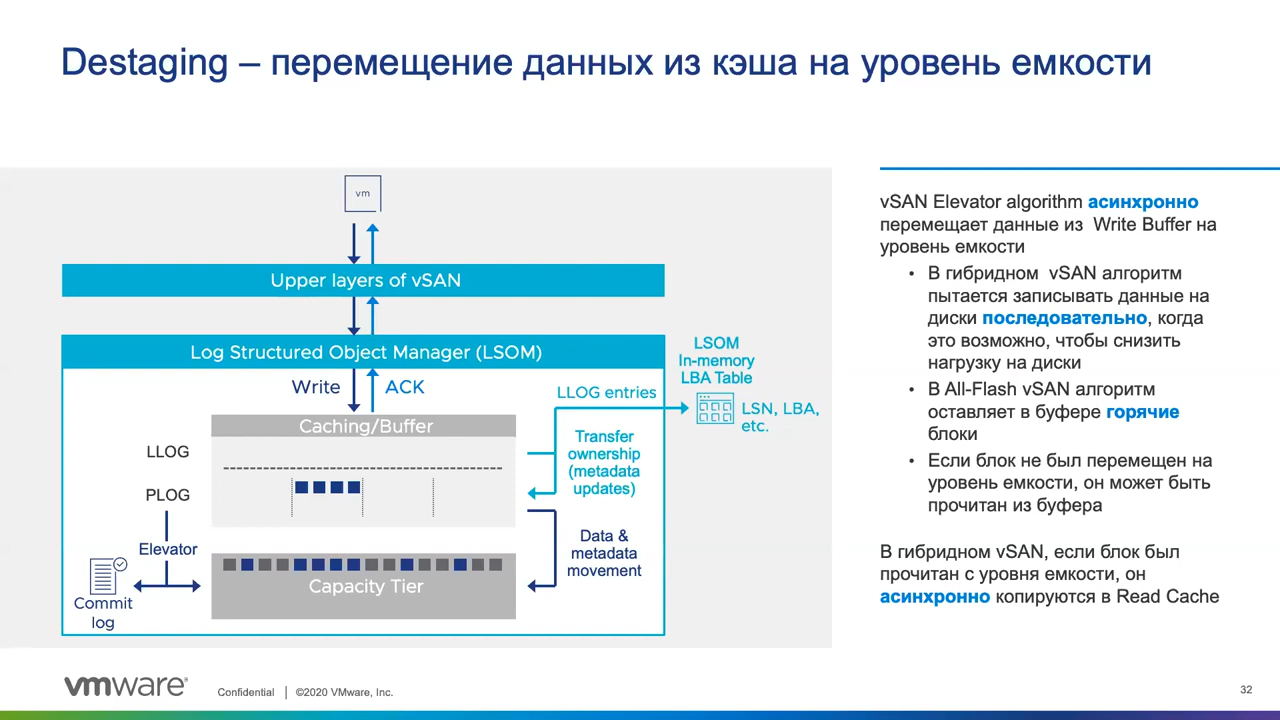 Destaging – перемещение данных из кэша на уровень емкости
vm
Upper layers of vSAN
Log Structured Object Manager (LSOM)
Write
ACK
Caching/Buffer
LLOG
PLOG
Elevator
Commit
log
Capacity Tier
LLOG entries
Transfer
ownership
(metadata
updates)
Data &
metadata
movement
LSOM
In-memory
LBA Table
LSN, LBA,
etc.
vSAN Elevator algorithm асинхронно
перемещает данные из Write Buffer на
уровень емкости
• В гибридном vSAN алгоритм
пытается записывать данные на
диски последовательно, когда
это возможно, чтобы снизить
нагрузку на диски
• В All-Flash vSAN алгоритм
оставляет в буфере горячие
блоки
• Если блок не был перемещен на
уровень емкости, он может быть
прочитан из буфера
В гибридном vSAN, если блок был
прочитан с уровня емкости, он
асинхронно копируются в Read Cache
vmware®
Confidential | ©2020 VMware, Inc.
32